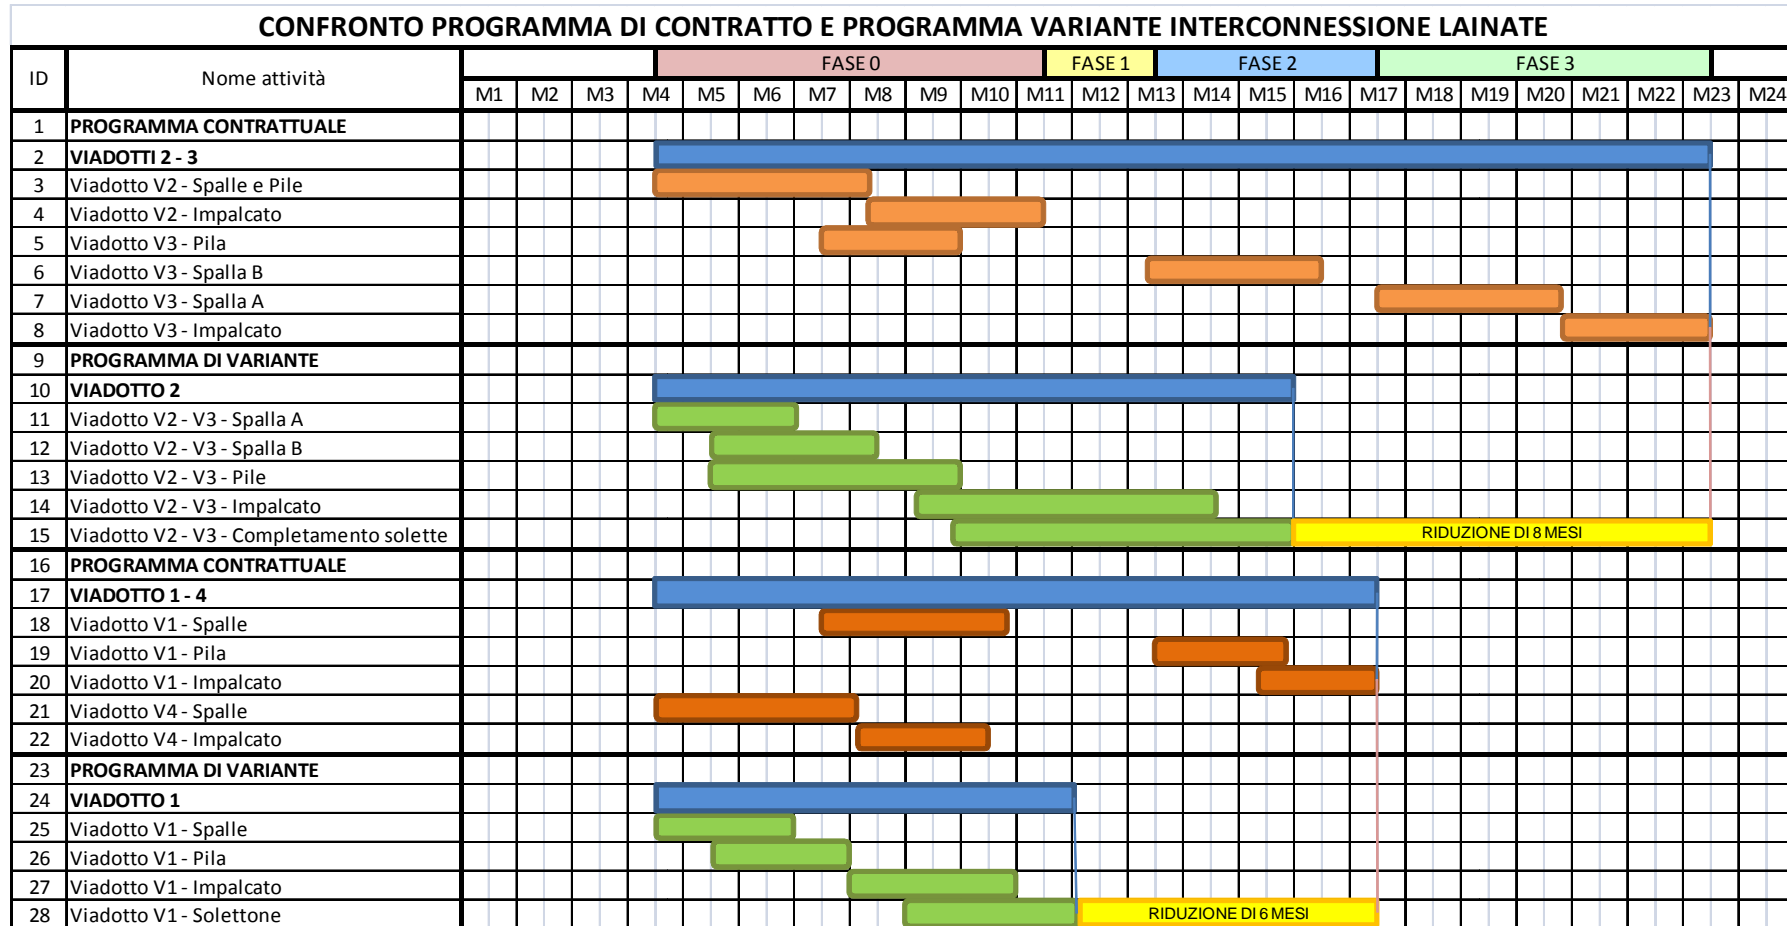 CONFRONTO PROGRAMMA DI CONTRATTO E PROGRAMMA VARIANTE INTERCONNESSIONE LAINATE
ID Nome attività FASE 0 FASE 1 FASE 2 FASE 3
M1 M2 M3 M4 M5 M6 M7 M8 M9 M10 M11 M12 M13 M14 M15 M16 M17 M18 M19 M20 M21 M22 M23 M24
1 PROGRAMMA CONTRATTUALE
2 VIADOTTI 2 - 3
3 Viadotto V2 - Spalle e Pile
4 Viadotto V2 - Impalcato
5 Viadotto V3 - Pila
6 Viadotto V3 - Spalla B
7 Viadotto V3 - Spalla A
8 Viadotto V3 - Impalcato
9 PROGRAMMA DI VARIANTE
10 VIADOTTO 2
11 Viadotto V2 - V3 - Spalla A
12 Viadotto V2 - V3 - Spalla B
13 Viadotto V2 - V3 - Pile
14 Viadotto V2 - V3 - Impalcato
15 Viadotto V2 - V3 - Completamento solette RIDUZIONE DI 8 MESI
16 PROGRAMMA CONTRATTUALE
17 VIADOTTO 1 - 4
18 Viadotto V1 - Spalle
19 Viadotto V1 - Pila
20 Viadotto V1 - Impalcato
21 Viadotto V4 - Spalle
22 Viadotto V4 - Impalcato
23 PROGRAMMA DI VARIANTE
24 VIADOTTO 1
25 Viadotto V1 - Spalle
26 Viadotto V1 - Pila
27 Viadotto V1 - Impalcato
28 Viadotto V1 - Solettone RIDUZIONE DI 6 MESI